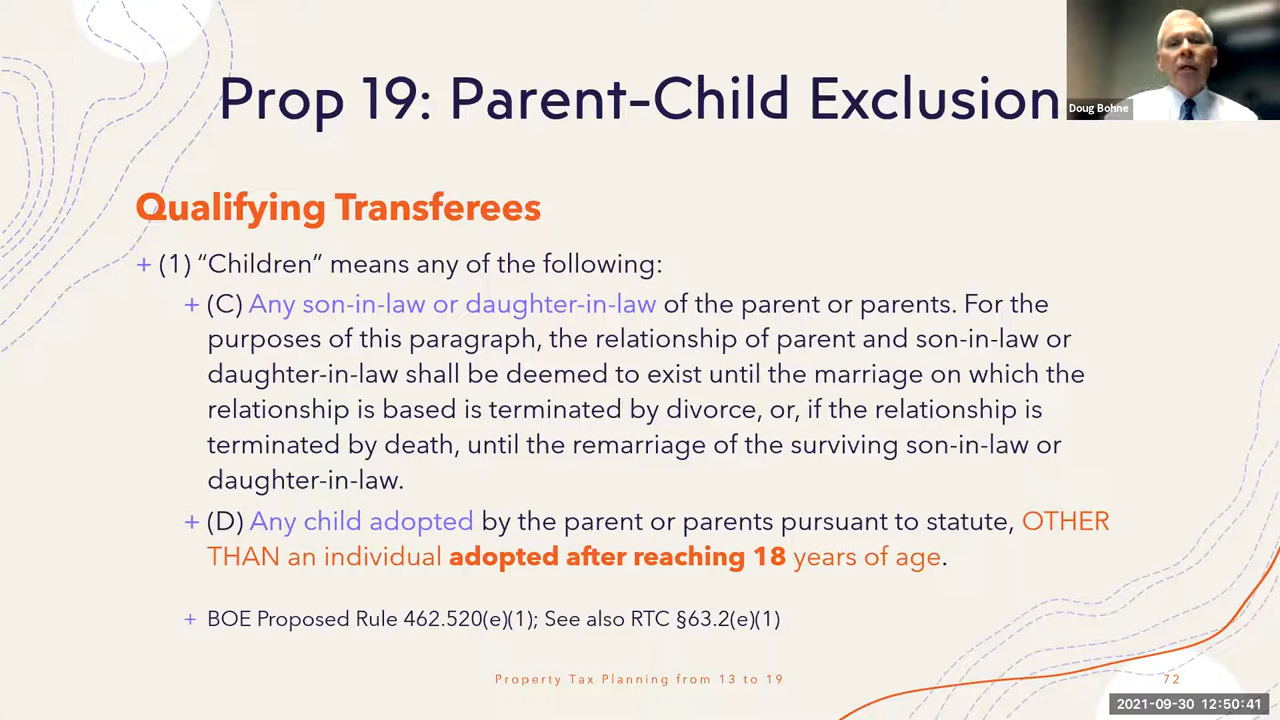 Prop 19: Parent-Child Exclusion
Doug Bohne
Qualifying Transferees
+ (1) “Children” means any of the following:
+ (C) Any son-in-law or daughter-in-law of the parent or parents. For the
purposes of this paragraph, the relationship of parent and son-in-law or
daughter-in-law shall be deemed to exist until the marriage on which the
relationship is based is terminated by divorce, or, if the relationship is
terminated by death, until the remarriage of the surviving son-in-law or
daughter-in-law.
+ (D) Any child adopted by the parent or parents pursuant to statute, OTHER
THAN an individual adopted after reaching 18 years of age.
+ BOE Proposed Rule 462.520(e)(1); See also RTC §63.2(e)(1)
Property Tax Planning from 13 to 19
72
2021-09-30 12:50:41